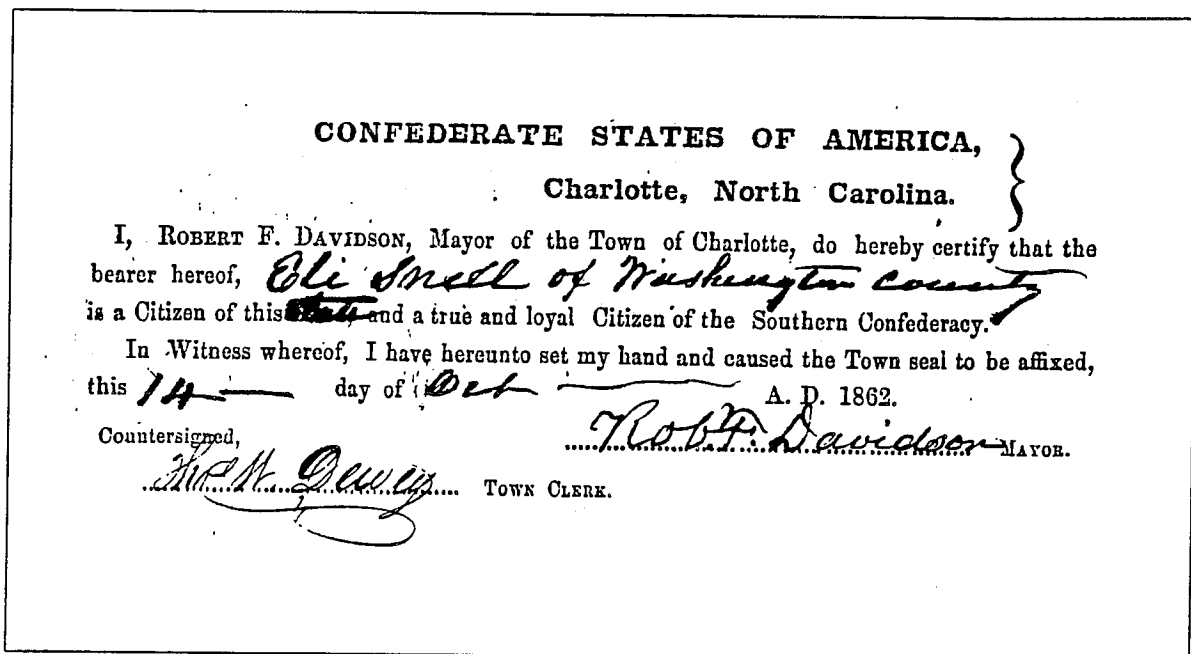 CONFEDERATE STATES OF AMERICA,
Charlotte, North Carolina.
I, ROBERT F. DAVIDSON, Mayor of the Town of Charlotte, do hereby certify that the
bearer hereof, Eli Snell of Washington County
is a Citizen of this State, and a true and loyal Citizen of the Southern Confederacy.
In Witness whereof, I have hereunto set my hand and caused the Town seal to be affixed,
this 14 day of Oct A. D. 1862.
Countersigned,
Robt F. Davidson MAYOR.
W. Dewey TOWN CLERK.